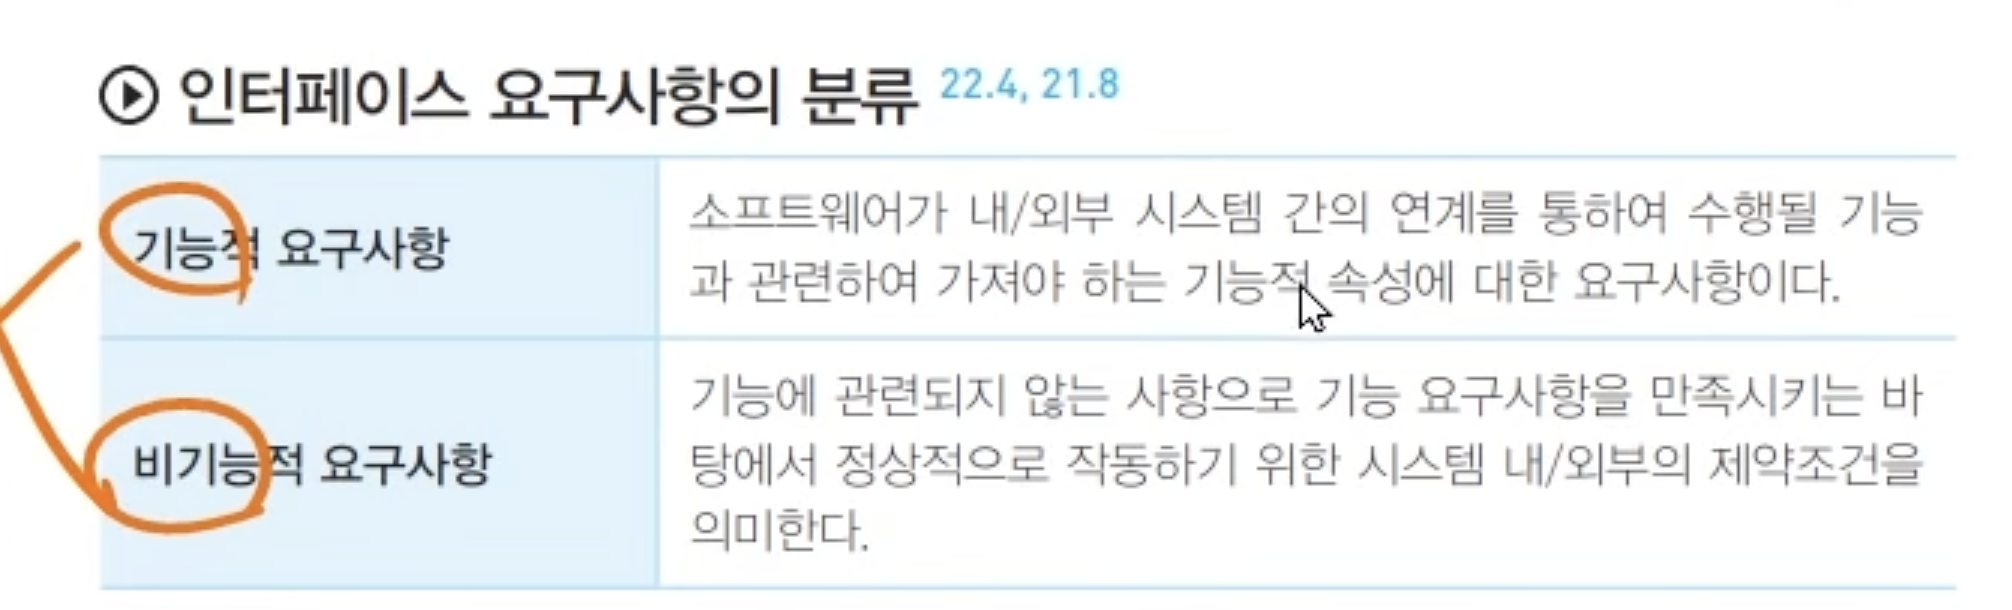 인터페이스 요구사항의 분류 22.4, 21.8
기능적 요구사항
소프트웨어가 내/외부 시스템 간의 연계를 통하여 수행될 기능
과 관련하여 가져야 하는 기능적 속성에 대한 요구사항이다.
비기능적 요구사항
기능에 관련되지 않는 사항으로 기능 요구사항을 만족시키는 바
탕에서 정상적으로 작동하기 위한 시스템 내/외부의 제약조건을
의미한다.